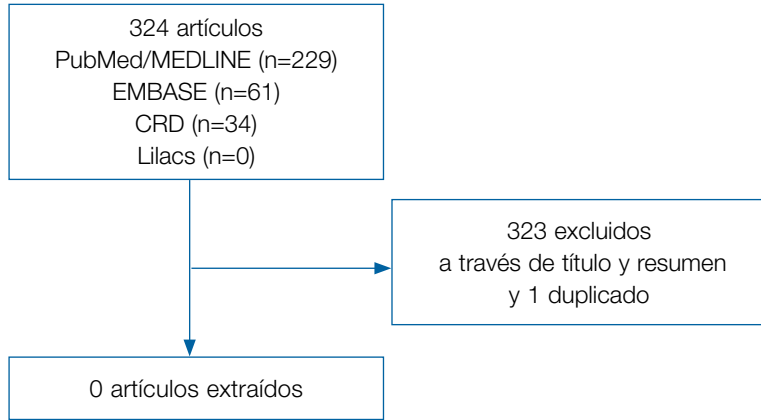 324 artículos
PubMed/MEDLINE (n=229)
EMBASE (n=61)
CRD (n=34)
Lilacs (n=0)
323 excluidos
a través de título y resumen
y 1 duplicado
0 artículos extraídos